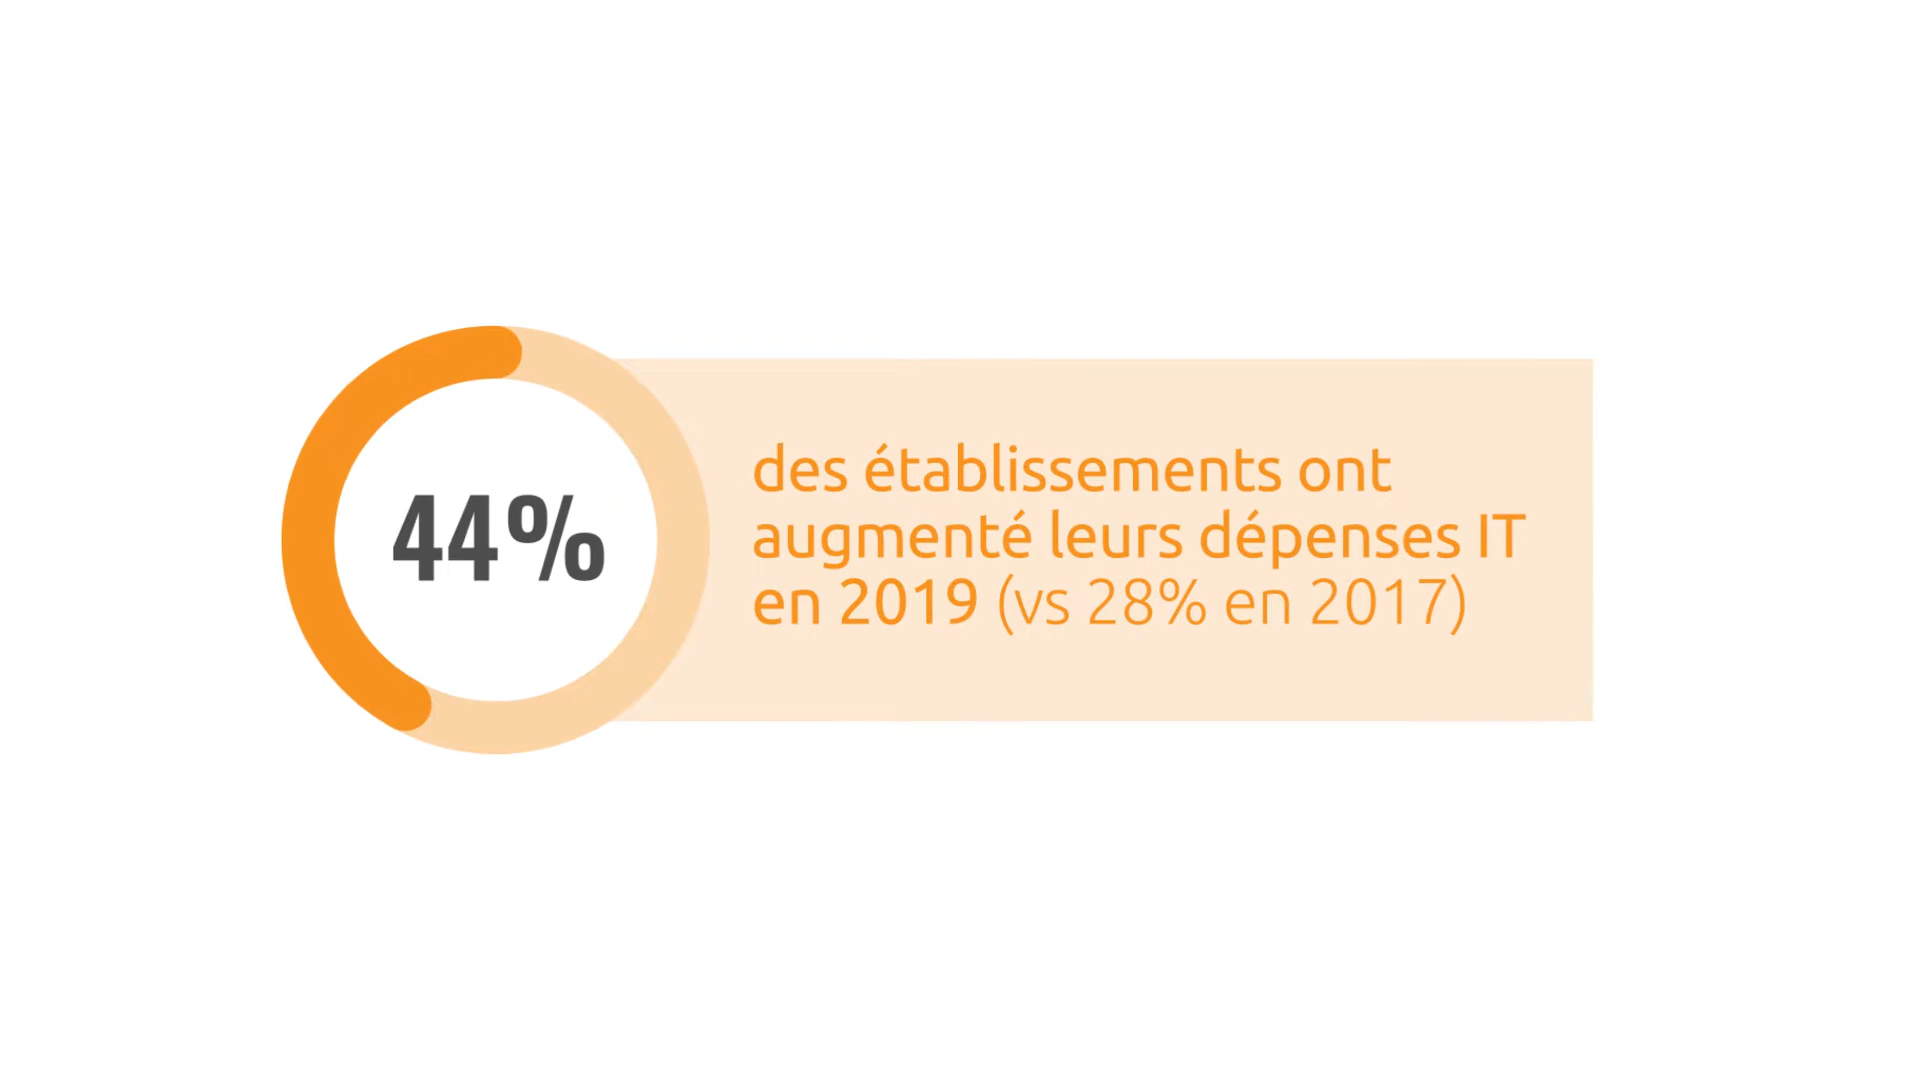 44%
des établissements ont
augmenté leurs dépenses IT
en 2019 (vs 28% en 2017)